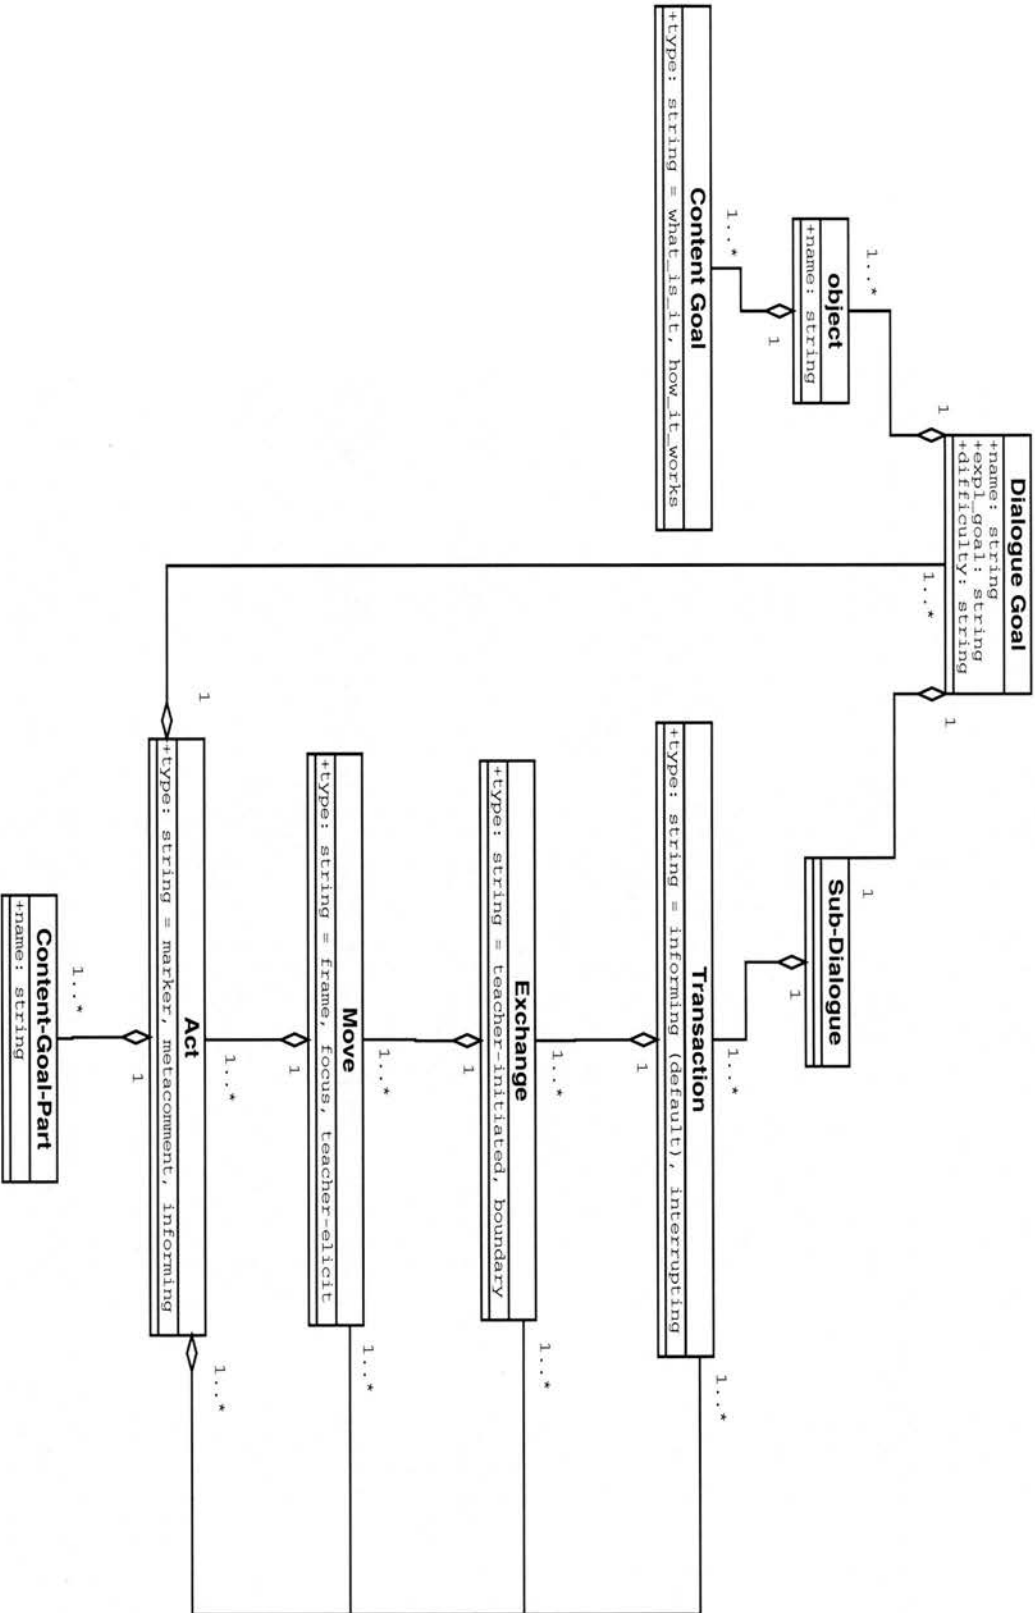 Dialogue Goal
+name: string
+expl_goal: string
+difficulty: string
1
1..*
1
1..*
object
+name: string
1
1..*
Content Goal
+type: string = what_is_it, how_it_works
1
Sub-Dialogue
1
1..*
Transaction
+type: string = informing (default), interrupting
1..*
1
1..*
Exchange
+type: string = teacher-initiated, boundary
1..*
1
1..*
Move
+type: string = frame, focus, teacher-elicit
1..*
1
1..*
1
Act
+type: string = marker, metacomment, informing
1..*
1
1..*
Content-Goal-Part
+name: string